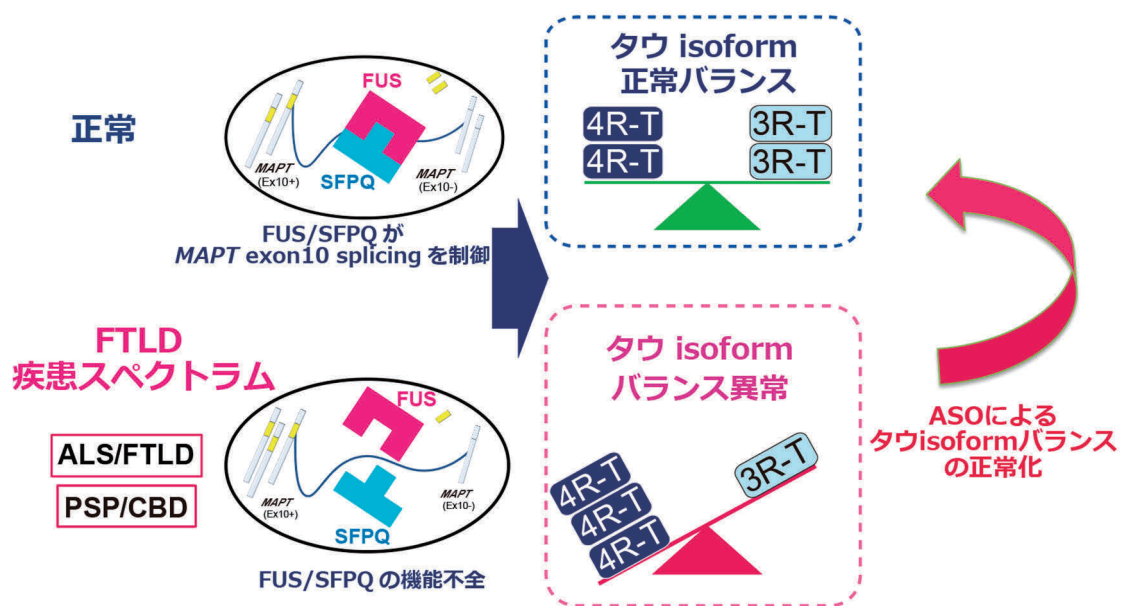 正常
FUS
MAPT
(Ex10+)
SFPQ
MAPT
(Ex10-)
FUS/SFPQ が
MAPT exon10 splicing を制御
タウ isoform
正常バランス
4R-T
4R-T
3R-T
3R-T
FTLD
疾患スペクトラム
ALS/FTLD
PSP/CBD
FUS
MAPT
(Ex10+)
SFPQ
MAPT
(Ex10-)
FUS/SFPQ の機能不全
タウ isoform
バランス異常
4R-T
4R-T
4R-T
3R-T
ASOによる
タウisoformバランス
の正常化